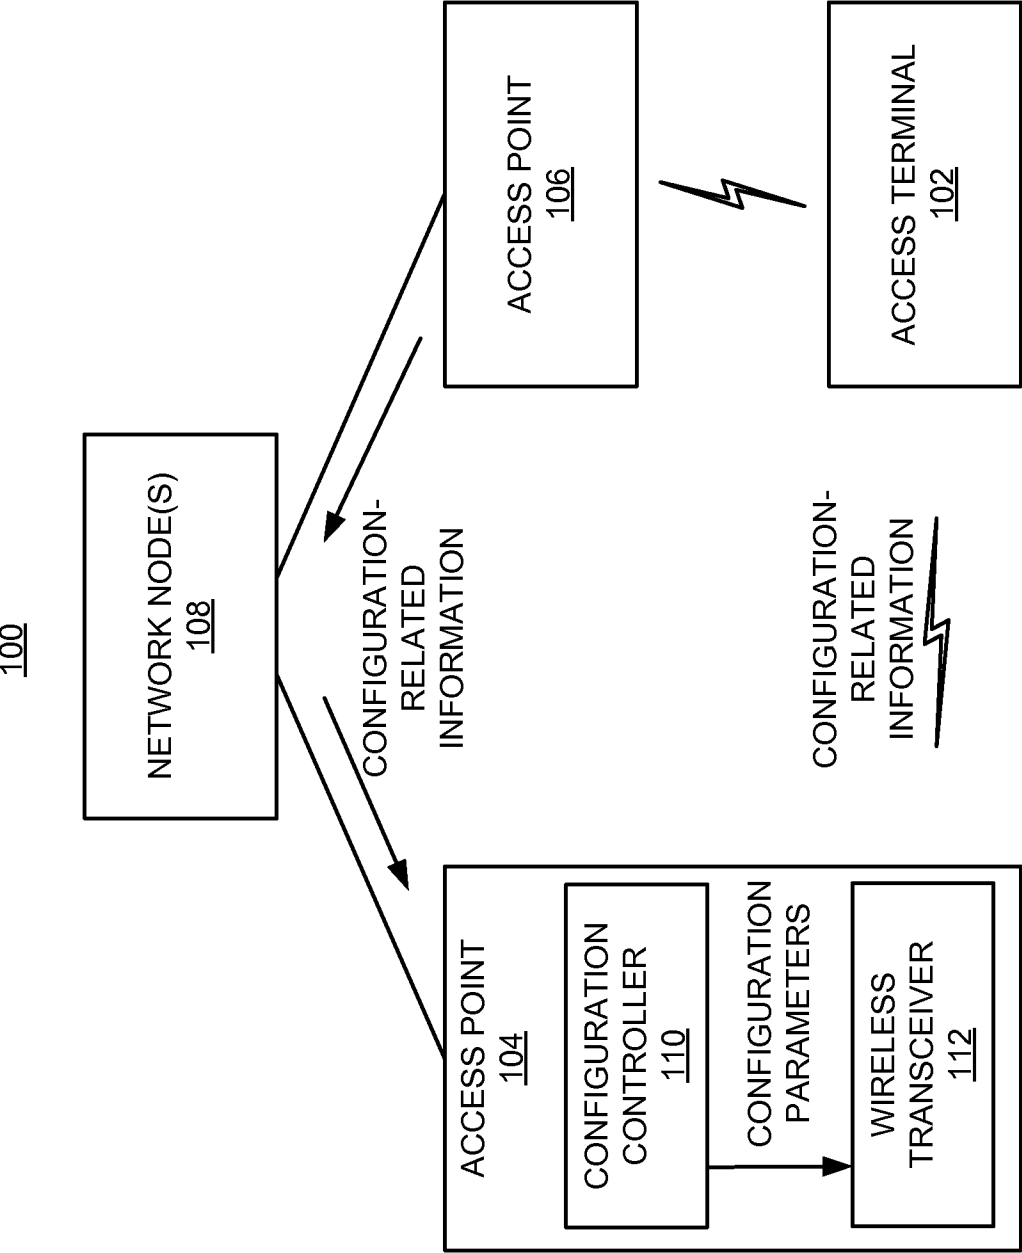 100
NETWORK NODE(S)
108
CONFIGURATION-
RELATED
INFORMATION
ACCESS POINT
104
CONFIGURATION
CONTROLLER
110
CONFIGURATION
PARAMETERS
WIRELESS
TRANSCEIVER
112
ACCESS POINT
106
CONFIGURATION-
RELATED
INFORMATION
ACCESS TERMINAL
102